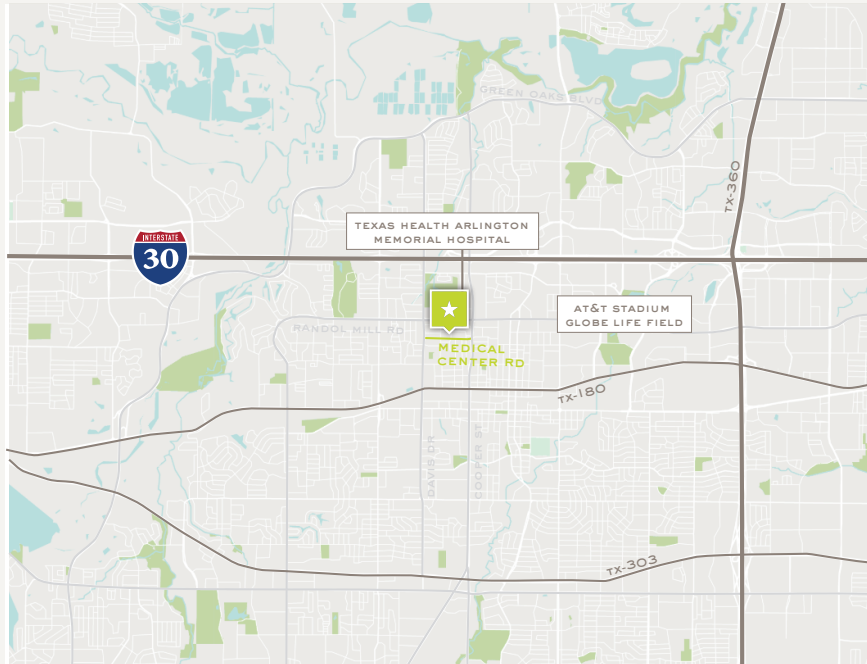 GREEN OAKS BLVD
TX-360
TEXAS HEALTH ARLINGTON
MEMORIAL HOSPITAL
INTERSTATE
30
AT&T STADIUM
GLOBE LIFE FIELD
RANDOL MILL RD
MEDICAL
CENTER RD
TX-180
DAVIS DR
COOPER ST
TX-303